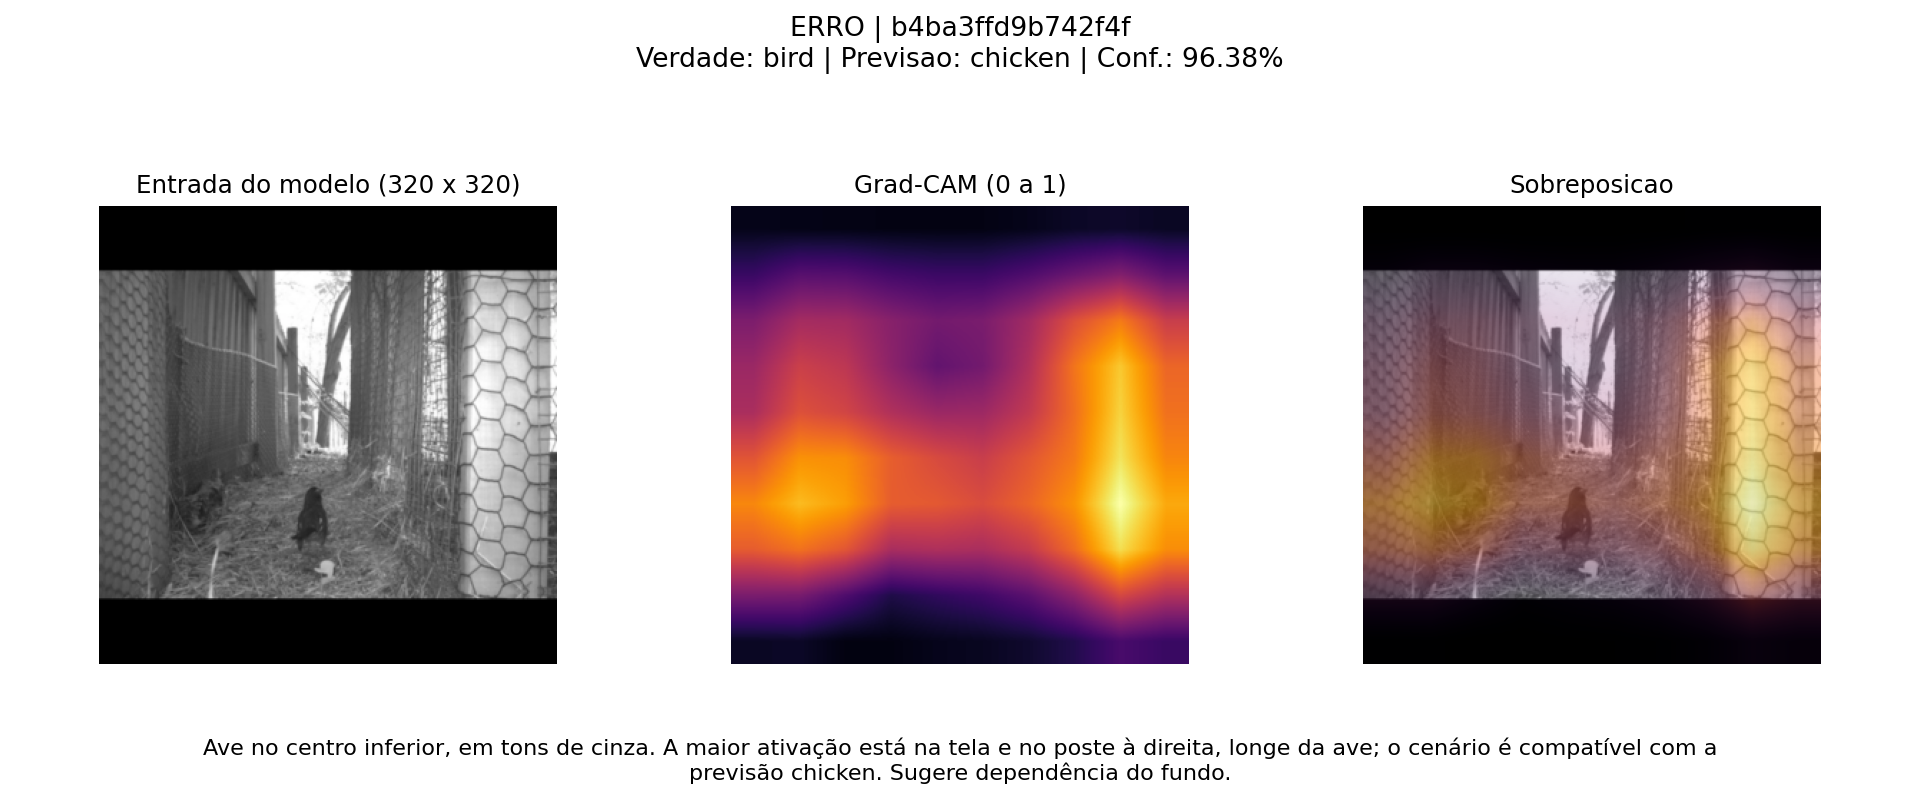 ERRO | b4ba3ffd9b742f4f
Verdade: bird | Previsao: chicken | Conf.: 96.38%
Entrada do modelo (320 x 320)
Grad-CAM (0 a 1)
Sobreposicao
Ave no centro inferior, em tons de cinza. A maior ativação está na tela e no poste à direita, longe da ave; o cenário é compatível com a
previsão chicken. Sugere dependência do fundo.